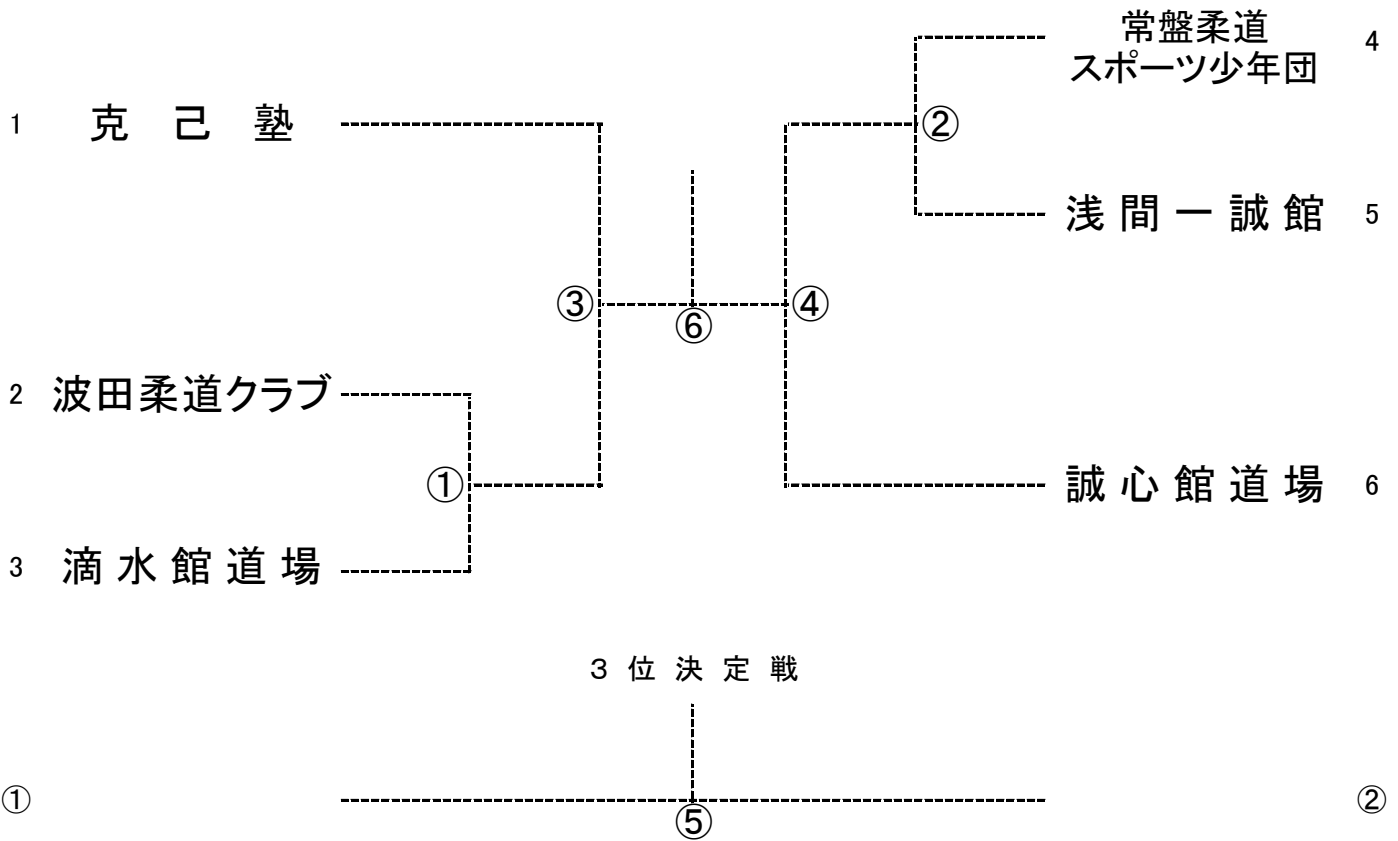 1 克己塾
2 波田柔道クラブ
3 滴水館道場
①
③
⑥
④
②
常盤柔道
スポーツ少年団 4
浅間一誠館 5
誠心館道場 6
3位決定戦
① ⑤ ②